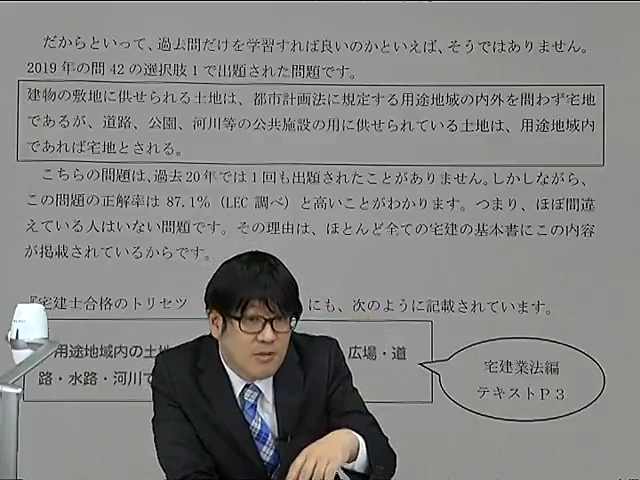 だからといって、過去問だけを学習すれば良いのかといえば、そうではありません。
2019年の問42の選択肢1で出題された問題です。
建物の敷地に供せられる土地は、都市計画法に規定する用途地域の内外を問わず宅地
であるが、道路、公園、河川等の公共施設の用に供せられている土地は、用途地域内
であれば宅地とされる。
こちらの問題は、過去20年では1回も出題されたことがありません。しかしながら、
この問題の正解率は87.1%（LEC調べ）と高いことがわかります。つまり、ほぼ間違
えている人はいない問題です。その理由は、ほとんど全ての宅建の基本書にこの内容
が掲載されているからです。
『宅建士合格のトリセツ にも、次のように記載されています。
用途地域内の土地 広場・道
路・水路・河川で
宅建業法編
テキストP3